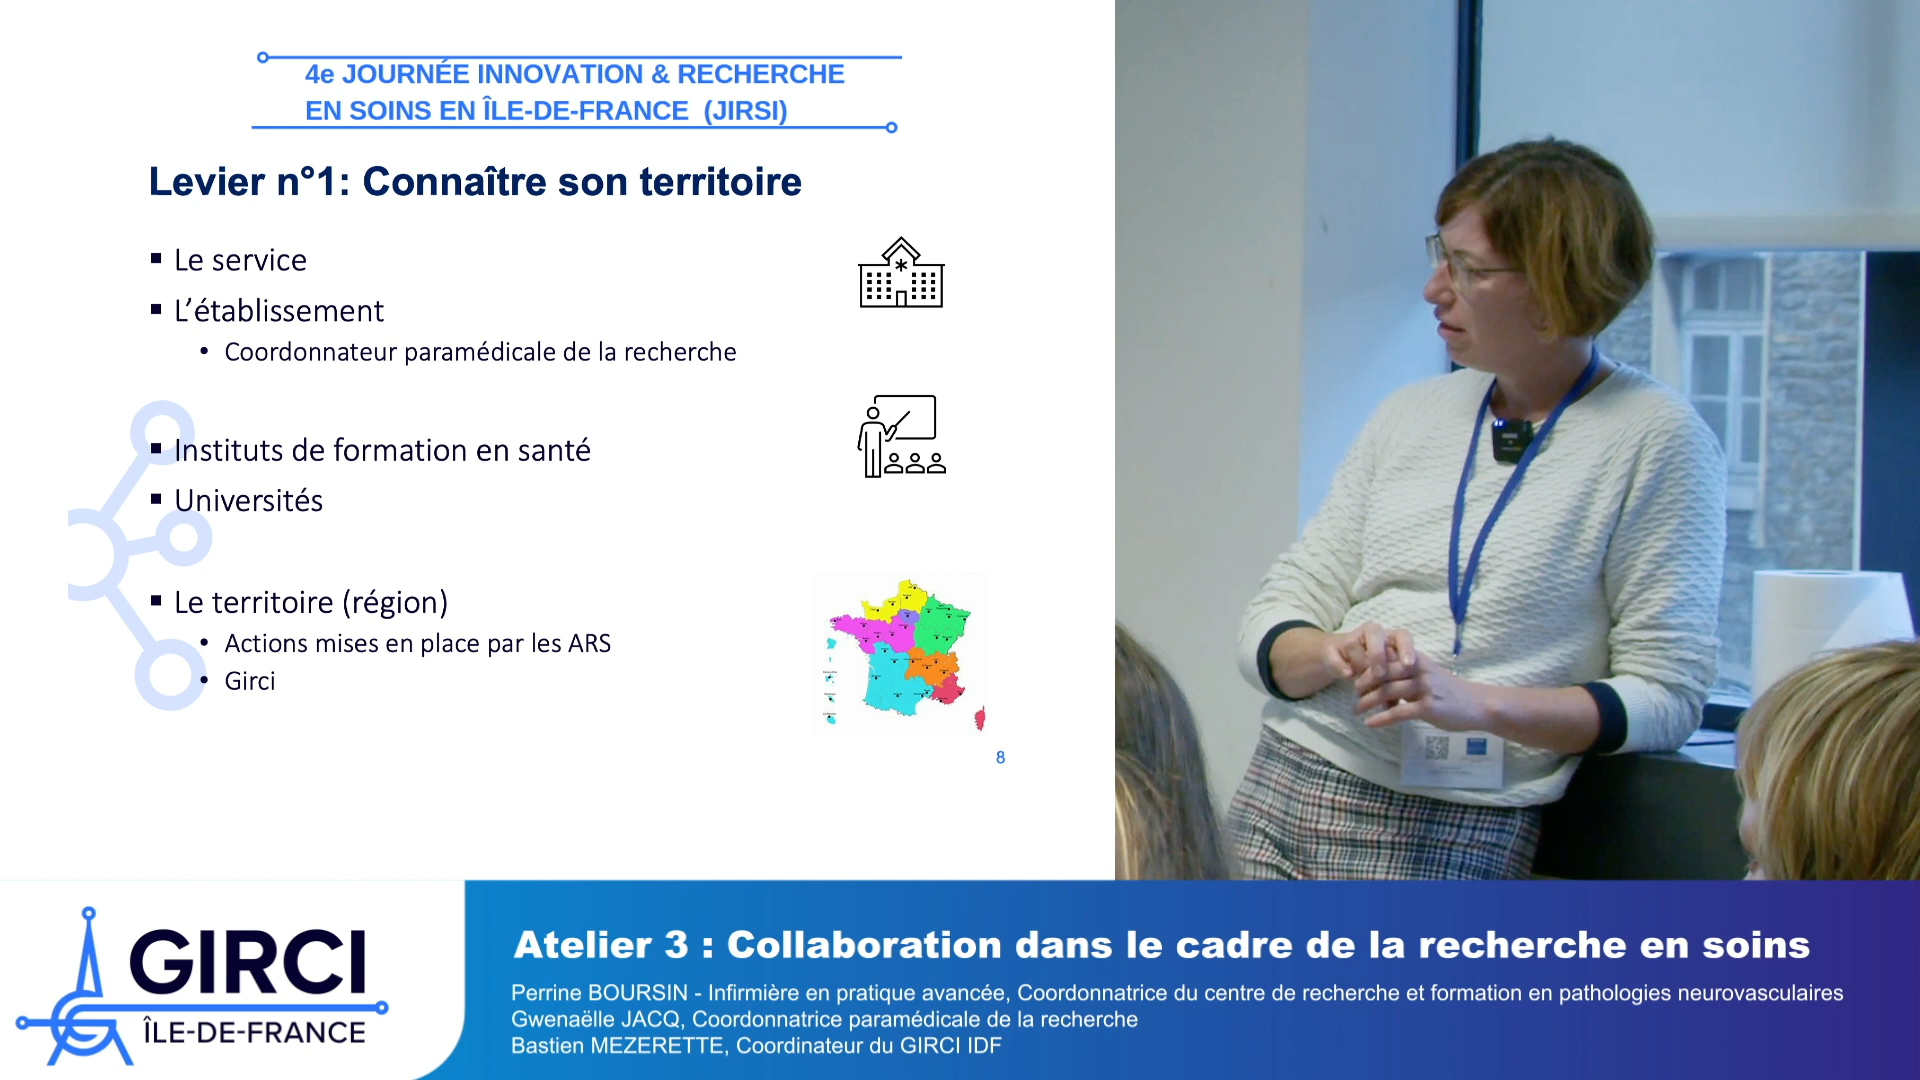 4e JOURNÉE INNOVATION & RECHERCHE
EN SOINS EN ÎLE-DE-FRANCE (JIRSI)
Levier n°1: Connaître son territoire
Le service
L’établissement
Coordonnateur paramédicale de la recherche
Instituts de formation en santé
Universités
Le territoire (région)
Actions mises en place par les ARS
Girci
8
GIRCI
ÎLE-DE-FRANCE
Atelier 3 : Collaboration dans le cadre de la recherche en soins
Perrine BOURSIN - Infirmière en pratique avancée, Coordonnatrice du centre de recherche et formation en pathologies neurovasculaires
Gwenaëlle JACQ, Coordonnatrice paramédicale de la recherche
Bastien MEZERETTE, Coordinateur du GIRCI IDF